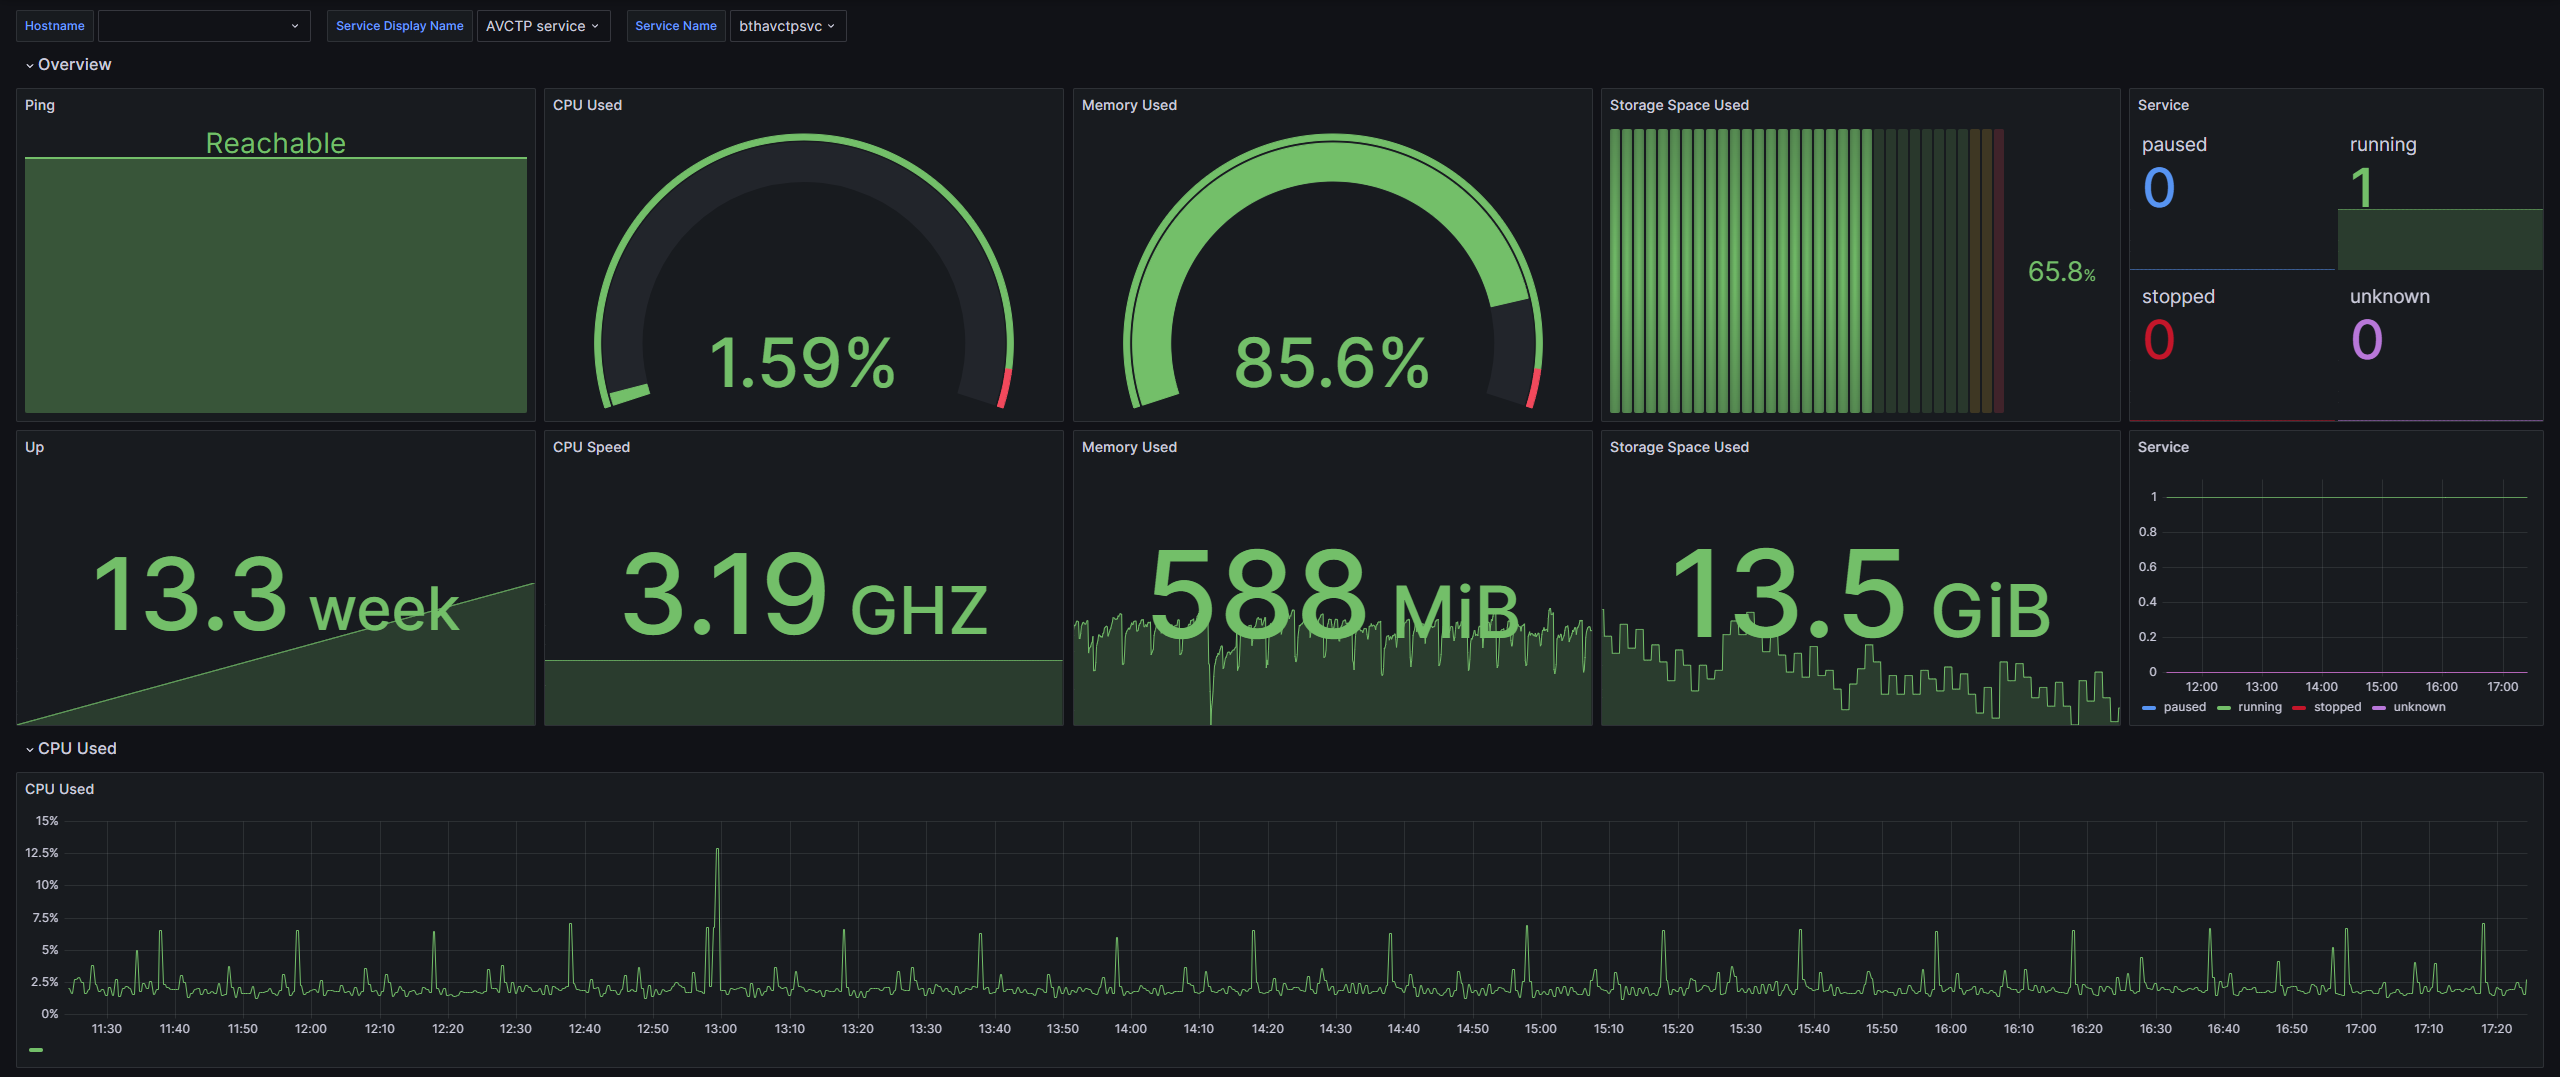 Hostname
Service Display Name AVCTP service
Service Name bthavctpsvc
Overview
Ping
Reachable
CPU Used
1.59%
Memory Used
85.6%
Storage Space Used
65.8%
Service
paused
0
running
1
stopped
0
unknown
0
Up
13.3 week
CPU Speed
3.19 GHZ
Memory Used
588 MiB
Storage Space Used
13.5 GiB
Service
1
0.8
0.6
0.4
0.2
0
12:00 13:00 14:00 15:00 16:00 17:00
paused running stopped unknown
CPU Used
CPU Used
15%
12.5%
10%
7.5%
5%
2.5%
0%
11:30 11:40 11:50 12:00 12:10 12:20 12:30 12:40 12:50 13:00 13:10 13:20 13:30 13:40 13:50 14:00 14:10 14:20 14:30 14:40 14:50 15:00 15:10 15:20 15:30 15:40 15:50 16:00 16:10 16:20 16:30 16:40 16:50 17:00 17:10 17:20